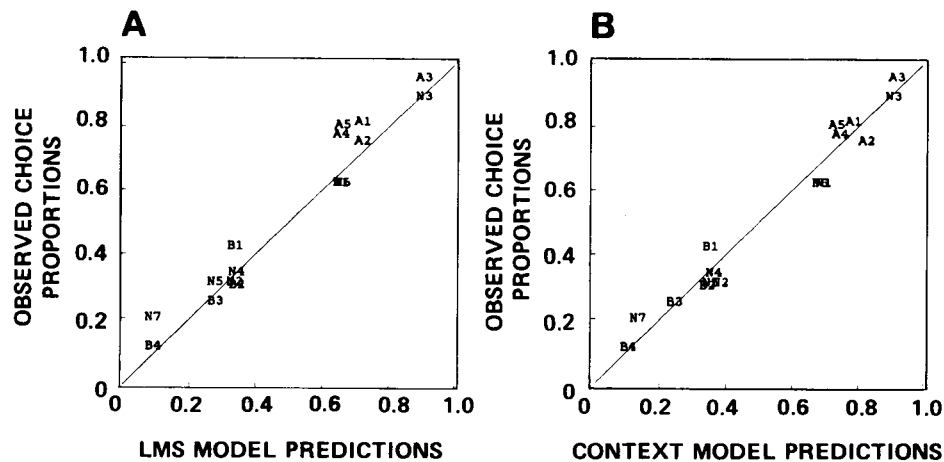 A
1.0
0.8
0.6
0.4
0.2
0
OBSERVED CHOICE
PROPORTIONS
A3
N3
A5 A1
A4
A2
B1
N4
N5
B3
N7
B4
0 0.2 0.4 0.6 0.8 1.0
LMS MODEL PREDICTIONS
B
1.0
0.8
0.6
0.4
0.2
0
OBSERVED CHOICE
PROPORTIONS
A3
N3
A5 A1
A4
A2
B1
N4
N2
B3
N7
B4
0 0.2 0.4 0.6 0.8 1.0
CONTEXT MODEL PREDICTIONS